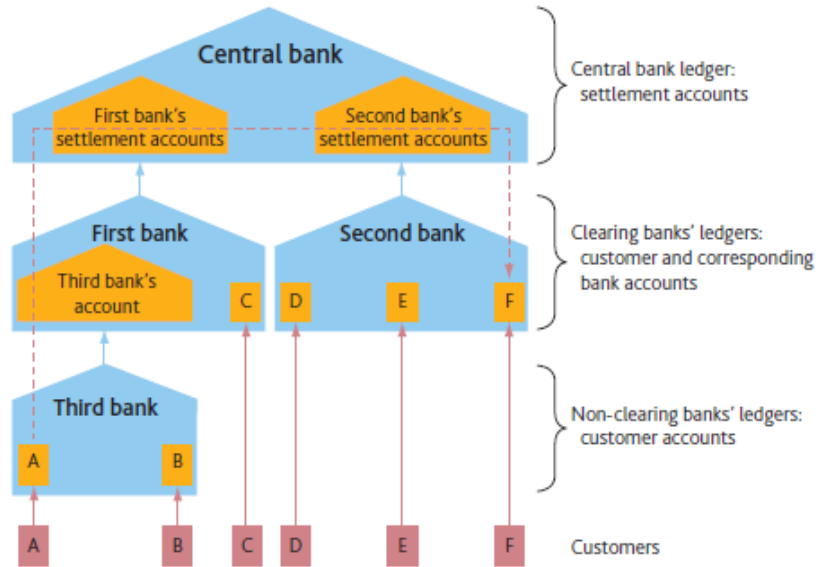 Central bank
First bank's
settlement accounts
Second bank's
settlement accounts
Central bank ledger:
settlement accounts
First bank
Second bank
Third bank's
account
C
D
E
F
Clearing banks' ledgers:
customer and corresponding
bank accounts
Third bank
A
B
Non-clearing banks' ledgers:
customer accounts
A
B
C
D
E
F
Customers